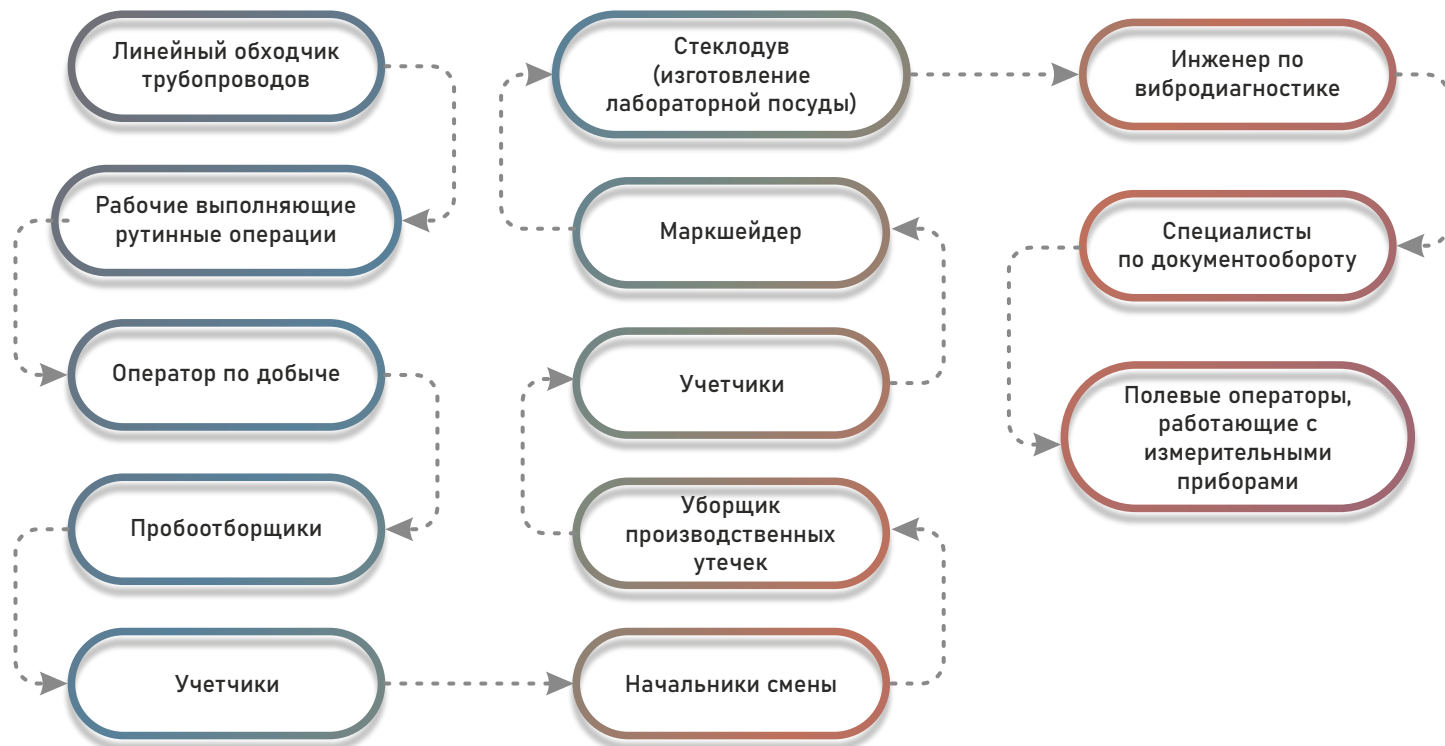 Линейный обходчик
трубопроводов
Рабочие выполняющие
рутинные операции
Оператор по добыче
Пробоотборщики
Учетчики
Начальники смены
Уборщик
производственных
утечек
Учетчики
Маркшейдер
Стеклодув
(изготовление
лабораторной посуды)
Инженер по
вибродиагностике
Специалисты
по документообороту
Полевые операторы,
работающие с
измерительными
приборами